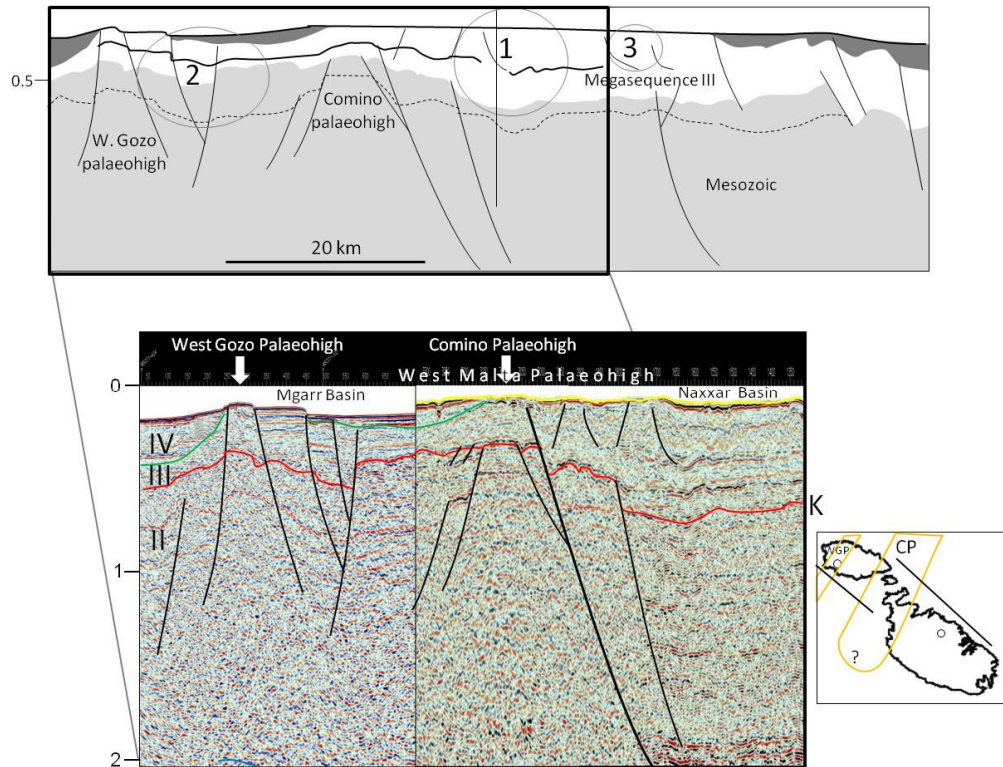 1
2
3
0.5
Megasequence III
Comino
palaeohigh
W. Gozo
palaeohigh
Mesozoic
20 km
West Gozo Palaeohigh
Comino Palaeohigh
West Malta Palaeohigh
0
Mgarr Basin
Naxxar Basin
IV
III
K
II
1
2
CP
?